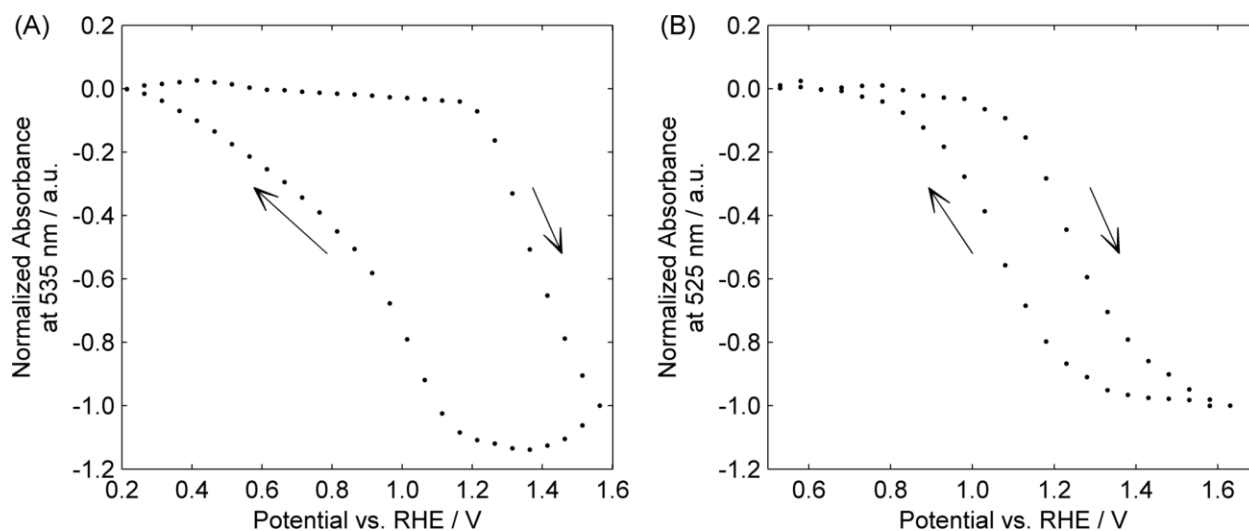 (A)
0.2
0.0
-0.2
-0.4
-0.6
-0.8
-1.0
-1.2
Normalized Absorbance
at 535 nm / a.u.
0.2 0.4 0.6 0.8 1.0 1.2 1.4 1.6
Potential vs. RHE / V
(B)
0.2
0.0
-0.2
-0.4
-0.6
-0.8
-1.0
-1.2
Normalized Absorbance
at 525 nm / a.u.
0.6 0.8 1.0 1.2 1.4 1.6
Potential vs. RHE / V